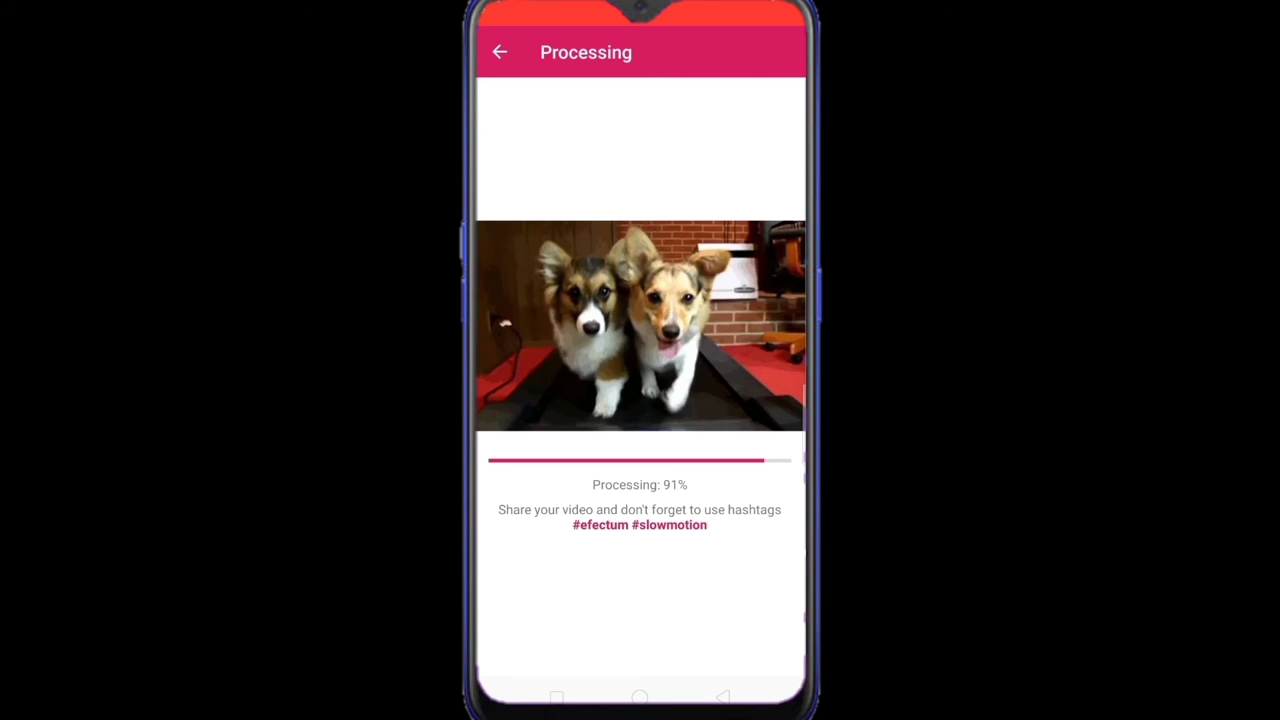 Processing
Processing: 91%
Share your video and don't forget to use hashtags
#efectum #slowmotion